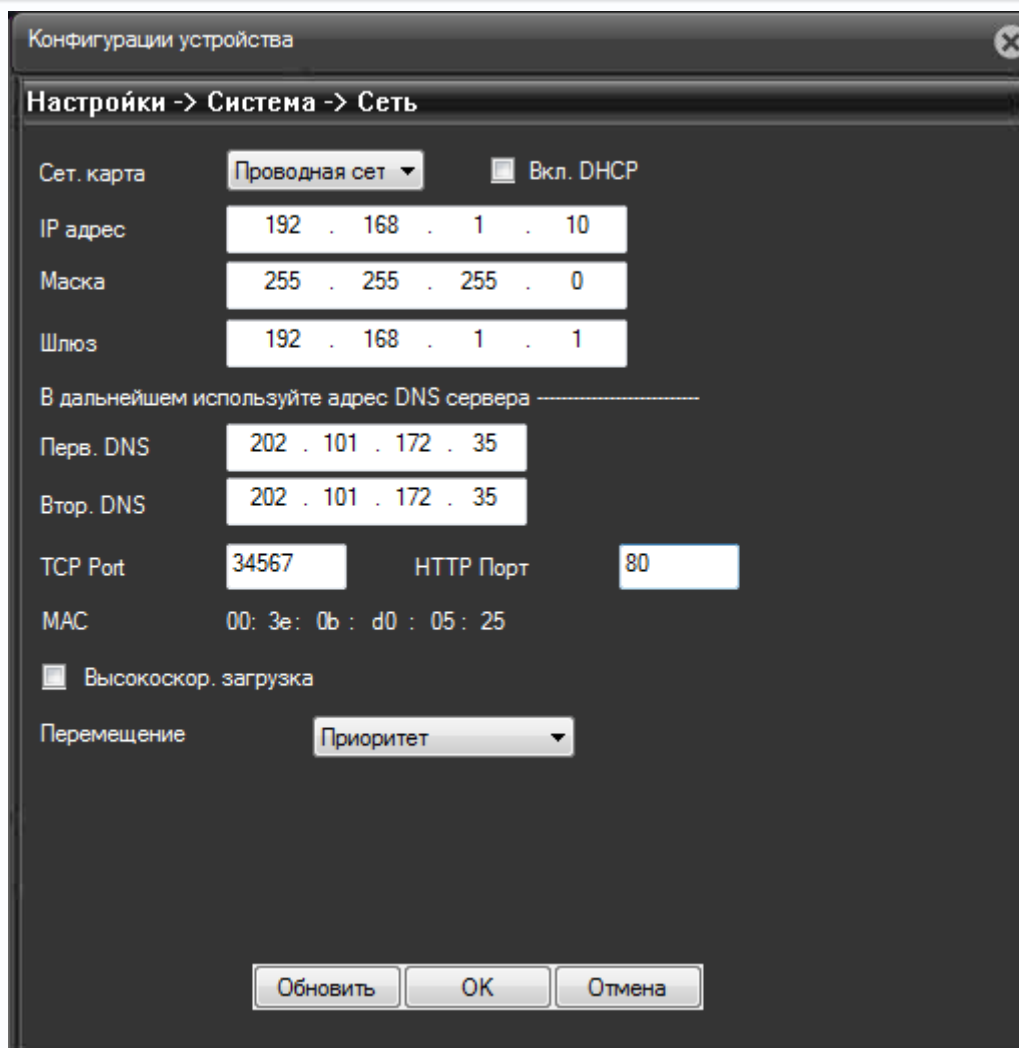 Конфигурации устройства
Настройки -> Система -> Сеть
Сет. карта Проводная сет Вкл. DHCP
IP адрес 192 . 168 . 1 . 10
Маска 255 . 255 . 255 . 0
Шлюз 192 . 168 . 1 . 1
В дальнейшем используйте адрес DNS сервера ---------------------------
Перв. DNS 202 . 101 . 172 . 35
Втор. DNS 202 . 101 . 172 . 35
TCP Port 34567 HTTP Порт 80
MAC 00: 3e: 0b : d0 : 05 : 25
Высокоскор. загрузка
Перемещение Приоритет
Обновить OK Отмена